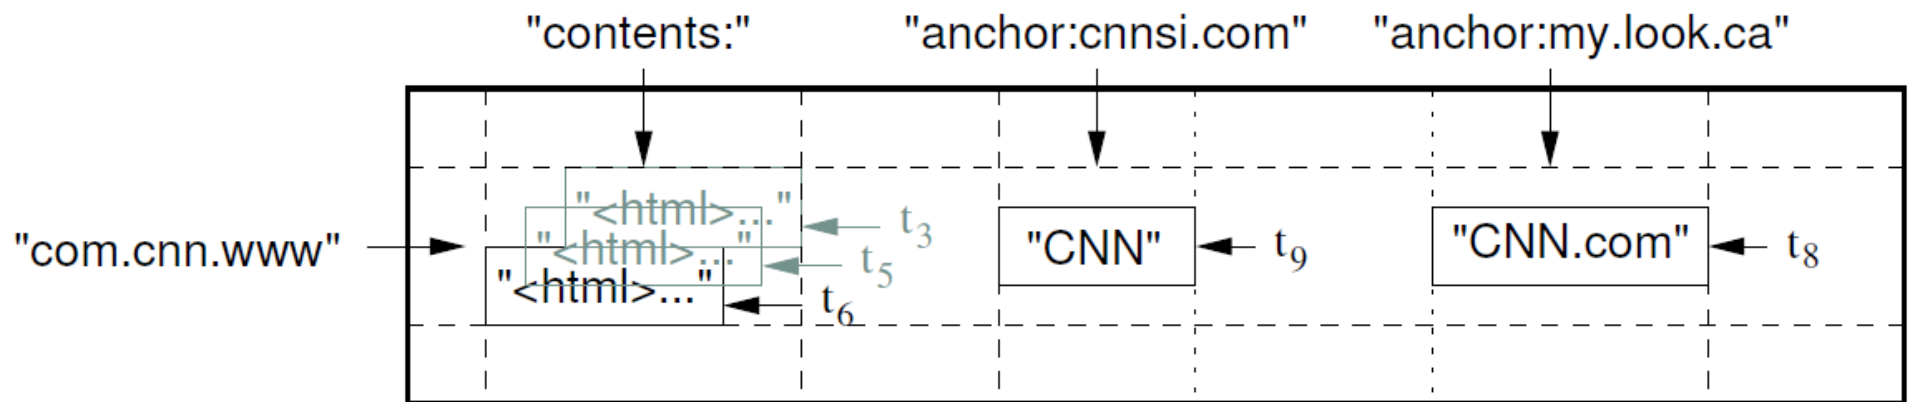 "contents:" "anchor:cnnsi.com" "anchor:my.look.ca"
"<html>..." t3
"com.cnn.www" "<html>..." t5 "CNN" t9 "CNN.com" t8
"<html>..." t6